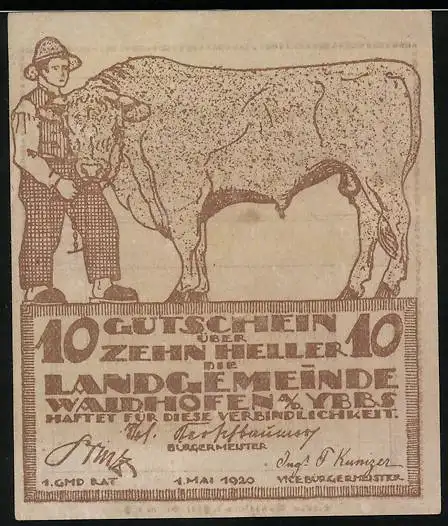 10 GUTSCHEIN 10
ÜBER
ZEHN HELLER
DIE
LANDGEMEINDE
WAIDHOFEN A/D. YBBS
HAFTET FÜR DIESE VERBINDLICHKEIT.
BÜRGERMEISTER
1. GMD RAT 1. MAI 1920 VICEBÜRGERMEISTER